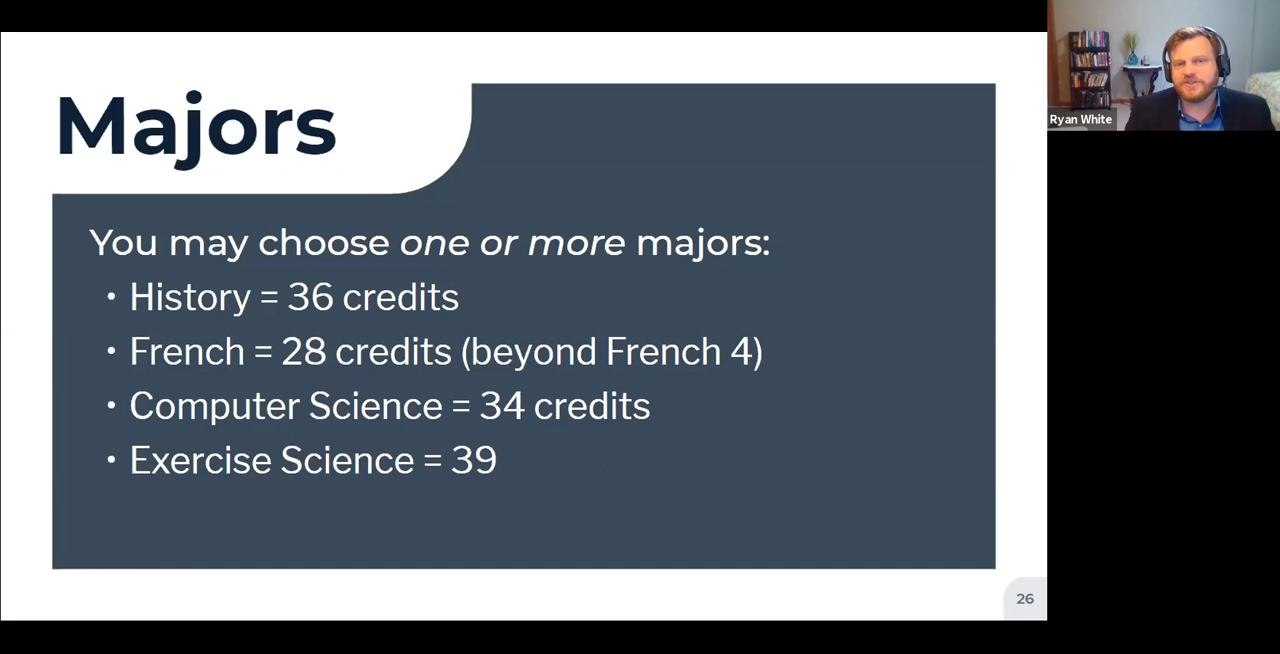 Majors
You may choose one or more majors:
• History = 36 credits
• French = 28 credits (beyond French 4)
• Computer Science = 34 credits
• Exercise Science = 39
26
Ryan White